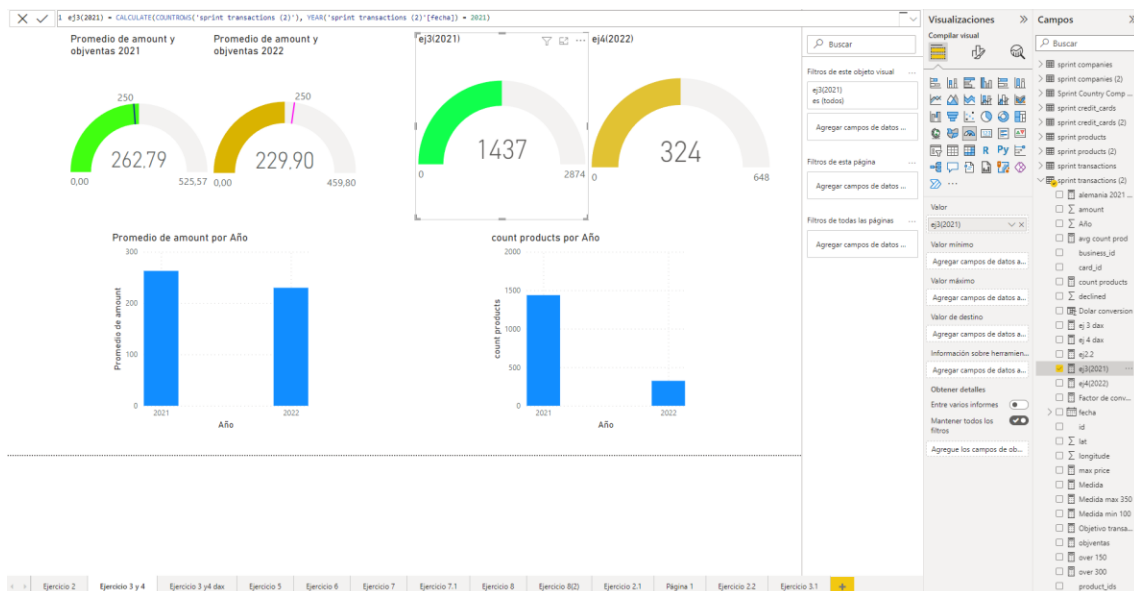 1 ej3(2021) = CALCULATE(COUNTROWS('sprint transactions (2)'), YEAR('sprint transactions (2)'[fecha]) = 2021)
Promedio de amount y
objventas 2021
250
262,79
0,00
525,57
Promedio de amount y
objventas 2022
250
229,90
0,00
459,80
ej3(2021)
1437
0
2874
ej4(2022)
324
0
648
Promedio de amount por Año
Promedio de amount
300
200
100
0
2021
2022
Año
count products por Año
count products
2000
1500
1000
500
0
2021
2022
Año
Buscar
Filtros de este objeto visual
ej3(2021)
es (todos)
Agregar campos de datos ...
Filtros de esta página
Agregar campos de datos ...
Filtros de todas las páginas
Agregar campos de datos ...
Visualizaciones
Compilar visual
R
Py
Valor
ej3(2021)
Valor mínimo
Agregar campos de datos a...
Valor máximo
Agregar campos de datos a...
Valor de destino
Agregar campos de datos a...
Información sobre herramien...
Agregar campos de datos a...
Obtener detalles
Entre varios informes
Mantener todos los
filtros
Agregue los campos de ob...
Campos
Buscar
sprint companies
sprint companies (2)
Sprint Country Comp ...
sprint credit_cards
sprint credit_cards (2)
sprint products
sprint products (2)
sprint transactions
sprint transactions (2)
alemania 2021 ...
amount
Año
avg count prod
business_id
card_id
count products
declined
Dolar conversion
ej 3 dax
ej 4 dax
ej2.2
ej3(2021)
ej4(2022)
Factor de conv...
fecha
id
lat
longitude
max price
Medida
Medida max 350
Medida min 100
Objetivo transa...
objventas
over 150
over 300
product_ids
Ejercicio 2
Ejercicio 3 y 4
Ejercicio 3 y4 dax
Ejercicio 5
Ejercicio 6
Ejercicio 7
Ejercicio 7.1
Ejercicio 8
Ejercicio 8(2)
Ejercicio 2.1
Página 1
Ejercicio 2.2
Ejercicio 3.1